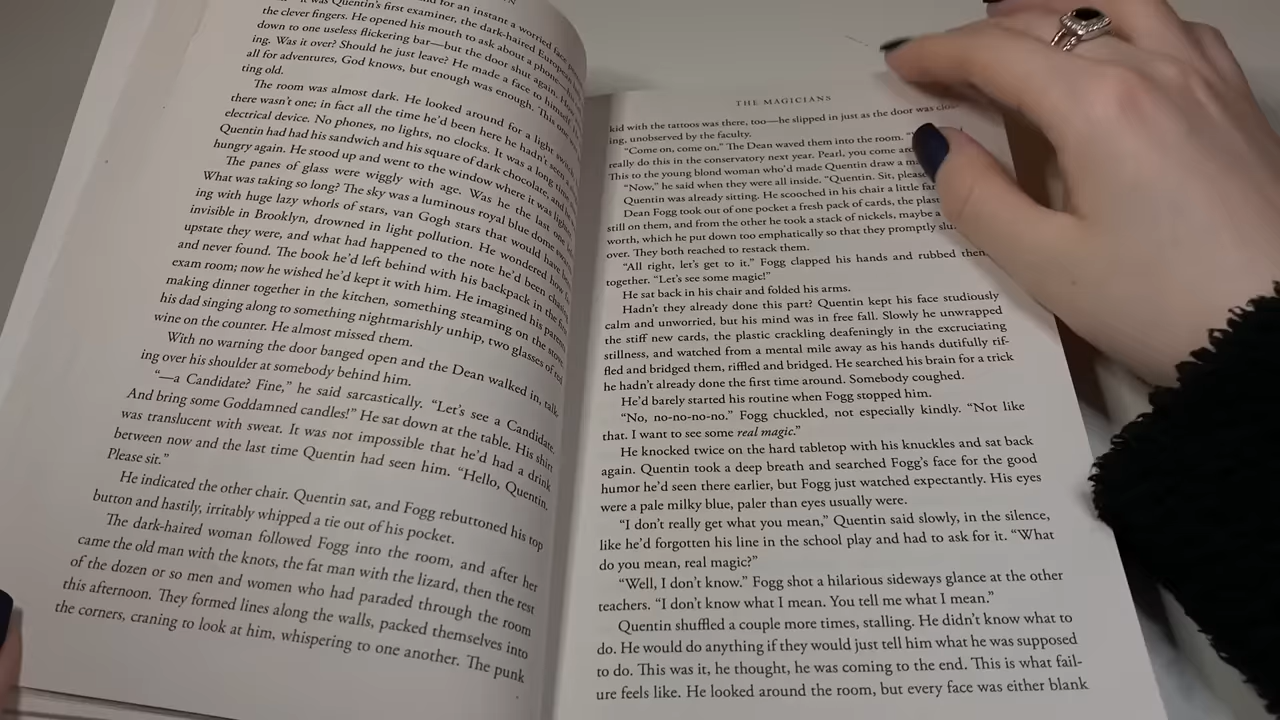 was Quentin's first examiner, the dark-haired European
for an instant a worried face
the clever fingers. He opened his mouth to ask about a phone
down to one useless flickering bar—but the door shut again.
ing. Was it over? Should he just leave? He made a face to himself.
all for adventures, God knows, but enough was enough. This
ting old.
The room was almost dark. He looked around for a light
there wasn't one; in fact all the time he'd been here he hadn't seen
electrical device. No phones, no lights, no clocks. It was a long time
Quentin had had his sandwich and his square of dark chocolate, and
hungry again. He stood up and went to the window where it was lighter.
The panes of glass were wiggly with age. Was he the last one
What was taking so long? The sky was a luminous royal blue dome
ing with huge lazy whorls of stars, van Gogh stars that would have
invisible in Brooklyn, drowned in light pollution. He wondered how
upstate they were, and what had happened to the note he'd been
and never found. The book he'd left behind with his backpack in the
exam room; now he wished he'd kept it with him. He imagined his
making dinner together in the kitchen, something steaming on the stove,
his dad singing along to something nightmarishly unhip, two glasses of
wine on the counter. He almost missed them.
With no warning the door banged open and the Dean walked in, talk-
ing over his shoulder at somebody behind him.
"—a Candidate? Fine," he said sarcastically. "Let's see a Candidate.
And bring some Goddamned candles!" He sat down at the table. His shirt
was translucent with sweat. It was not impossible that he'd had a drink
between now and the last time Quentin had seen him. "Hello, Quentin.
Please sit."
He indicated the other chair. Quentin sat, and Fogg rebuttoned his top
button and hastily, irritably whipped a tie out of his pocket.
The dark-haired woman followed Fogg into the room, and after her
came the old man with the knots, the fat man with the lizard, then the rest
of the dozen or so men and women who had paraded through the room
this afternoon. They formed lines along the walls, packed themselves into
the corners, craning to look at him, whispering to one another. The punk
THE MAGICIANS
kid with the tattoos was there, too—he slipped in just as the door was
ing, unobserved by the faculty.
"Come on, come on." The Dean waved them into the room.
really do this in the conservatory next year. Pearl, you come
This to the young blond woman who'd made Quentin draw a
"Now," he said when they were all inside. "Quentin. Sit, please
Quentin was already sitting. He scooched in his chair a little
Dean Fogg took out of one pocket a fresh pack of cards, the
still on them, and from the other he took a stack of nickels, maybe a
worth, which he put down too emphatically so that they promptly
over. They both reached to restack them.
"All right, let's get to it." Fogg clapped his hands and rubbed them
together. "Let's see some magic!"
He sat back in his chair and folded his arms.
Hadn't they already done this part? Quentin kept his face studiously
calm and unworried, but his mind was in free fall. Slowly he unwrapped
the stiff new cards, the plastic crackling deafeningly in the excruciating
stillness, and watched from a mental mile away as his hands dutifully rif-
fled and bridged them, riffled and bridged. He searched his brain for a trick
he hadn't already done the first time around. Somebody coughed.
He'd barely started his routine when Fogg stopped him.
"No, no-no-no-no." Fogg chuckled, not especially kindly. "Not like
that. I want to see some real magic."
He knocked twice on the hard tabletop with his knuckles and sat back
again. Quentin took a deep breath and searched Fogg's face for the good
humor he'd seen there earlier, but Fogg just watched expectantly. His eyes
were a pale milky blue, paler than eyes usually were.
"I don't really get what you mean," Quentin said slowly, in the silence,
like he'd forgotten his line in the school play and had to ask for it. "What
do you mean, real magic?"
"Well, I don't know." Fogg shot a hilarious sideways glance at the other
teachers. "I don't know what I mean. You tell me what I mean."
Quentin shuffled a couple more times, stalling. He didn't know what to
do. He would do anything if they would just tell him what he was supposed
to do. This was it, he thought, he was coming to the end. This is what fail-
ure feels like. He looked around the room, but every face was either blank